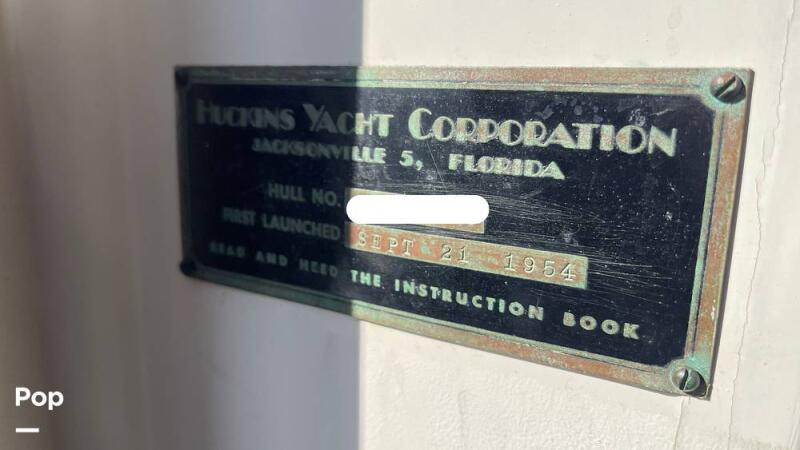 HUCKINS YACHT CORPORATION
JACKSONVILLE 5, FLORIDA
HULL NO.
FIRST LAUNCHED SEPT 21 1954
READ AND HEED THE INSTRUCTION BOOK
Pop